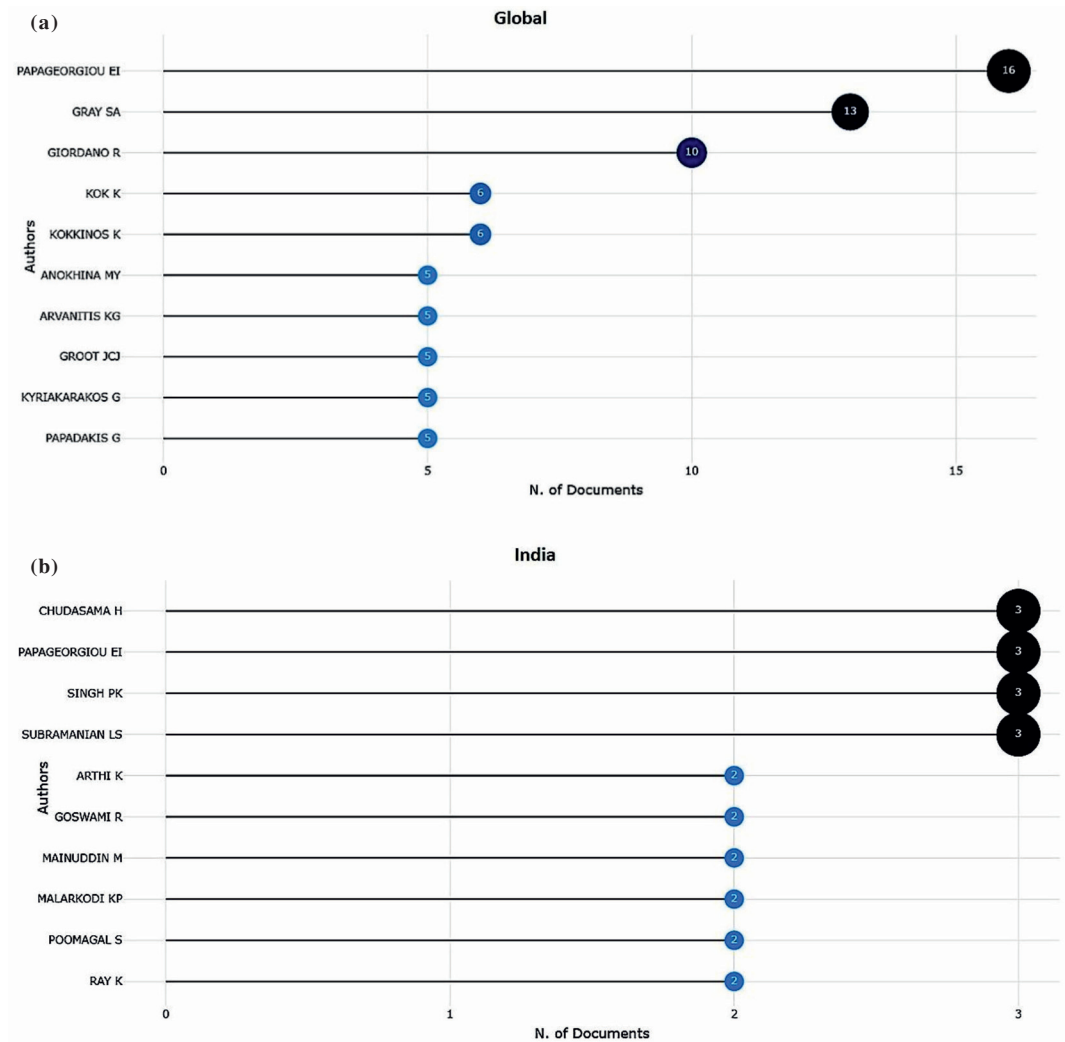 (a)
Global
PAPAGEORGIOU EI 16
GRAY SA 13
GIORDANO R 10
KOK K 6
KOKKINOS K 6
Authors
ANOKHINA MY 5
ARVANITIS KG 5
GROOT JCJ 5
KYRIAKARAKOS G 5
PAPADAKIS G 5
0 5 10 15
N. of Documents
(b)
India
CHUDASAMA H 3
PAPAGEORGIOU EI 3
SINGH PK 3
SUBRAMANIAN LS 3
Authors
ARTHI K 2
GOSWAMI R 2
MAINUDDIN M 2
MALARKODI KP 2
POOMAGAL S 2
RAY K 2
0 1 2 3
N. of Documents